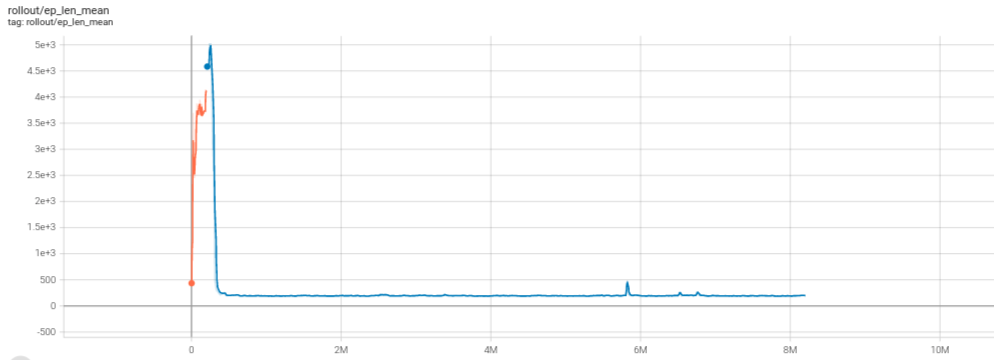 rollout/ep_len_mean
tag: rollout/ep_len_mean
5e+3
4.5e+3
4e+3
3.5e+3
3e+3
2.5e+3
2e+3
1.5e+3
1e+3
500
0
-500
0 2M 4M 6M 8M 10M